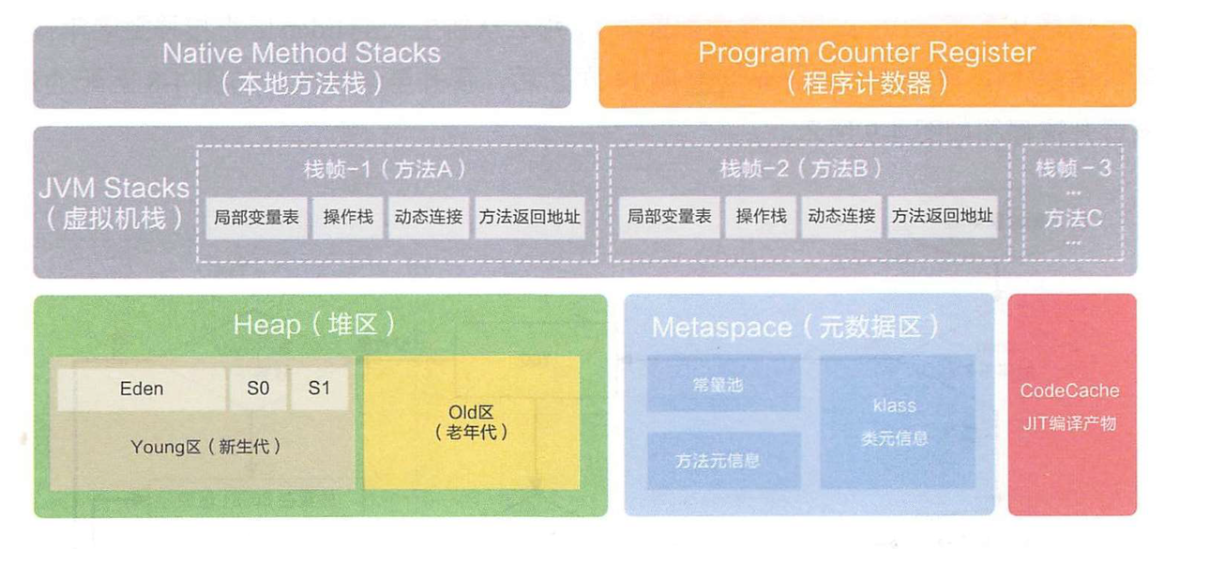 Native Method Stacks
（本地方法栈）
Program Counter Register
（程序计数器）
JVM Stacks
（虚拟机栈）
栈帧-1（方法A）
局部变量表
操作栈
动态连接
方法返回地址
栈帧-2（方法B）
局部变量表
操作栈
动态连接
方法返回地址
栈帧-3
...
方法C
...
Heap（堆区）
Eden
S0
S1
Young区（新生代）
Old区
（老年代）
Metaspace（元数据区）
常量池
方法元信息
klass
类元信息
CodeCache
JIT编译产物